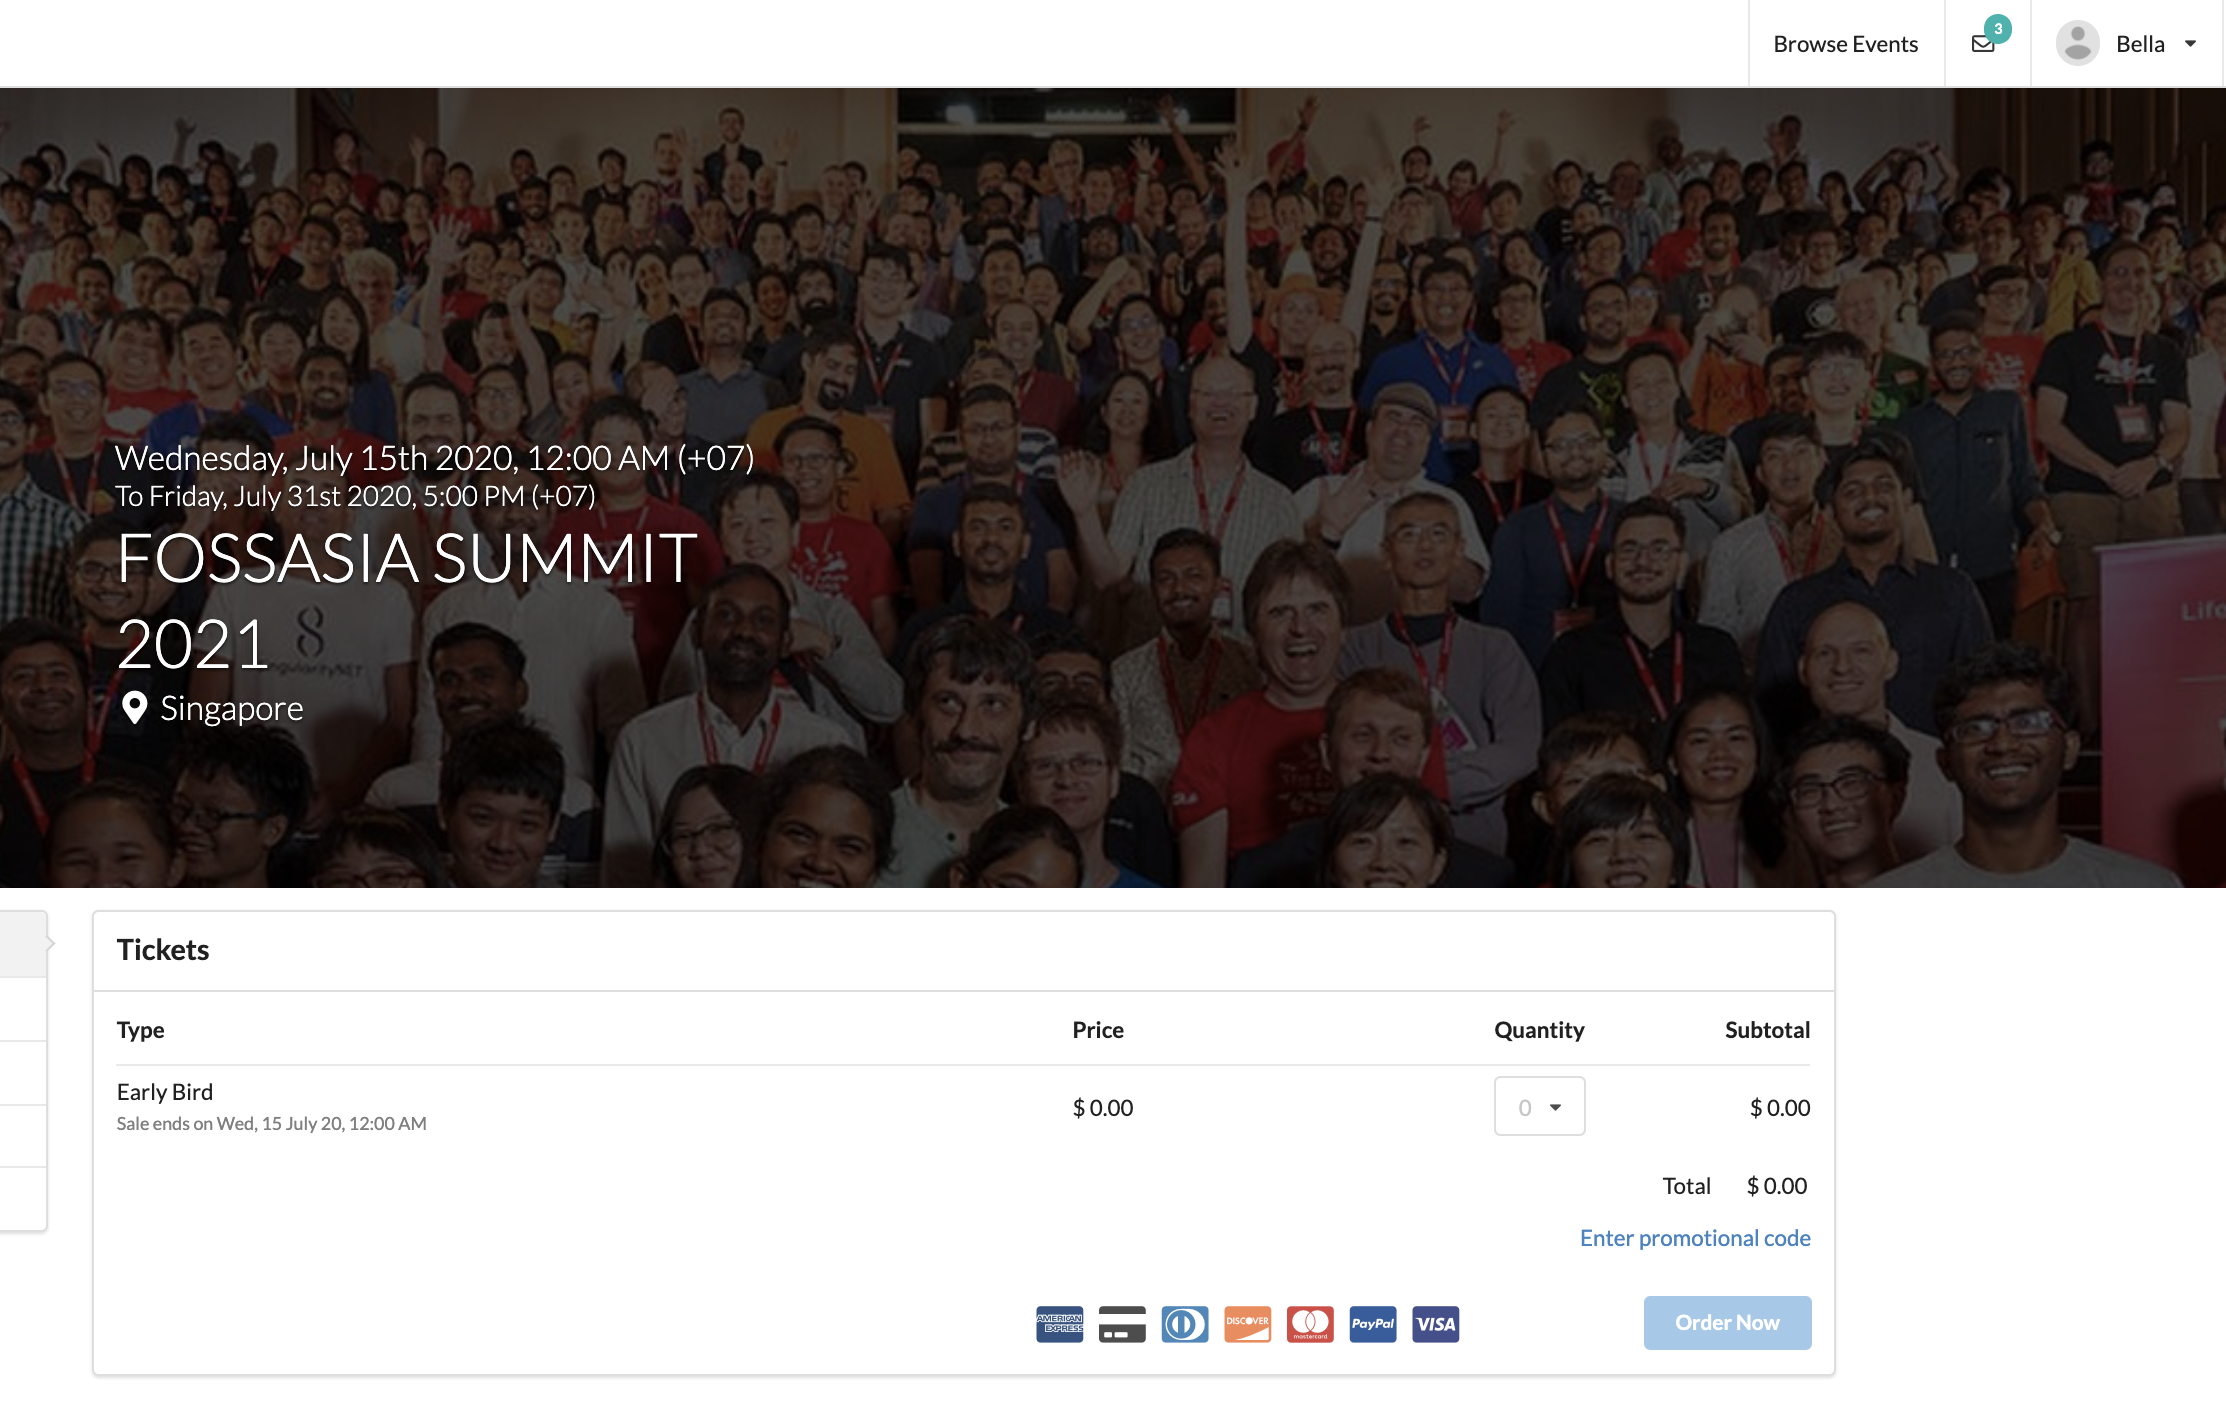 Browse Events
3
Bella
Wednesday, July 15th 2020, 12:00 AM (+07)
To Friday, July 31st 2020, 5:00 PM (+07)
FOSSASIA SUMMIT
2021
Singapore
Life
Tickets
Type Price Quantity Subtotal
Early Bird
Sale ends on Wed, 15 July 20, 12:00 AM
$ 0.00 0 $ 0.00
Total $ 0.00
Enter promotional code
AMERICAN EXPRESS DISCOVER mastercard PayPal VISA
Order Now